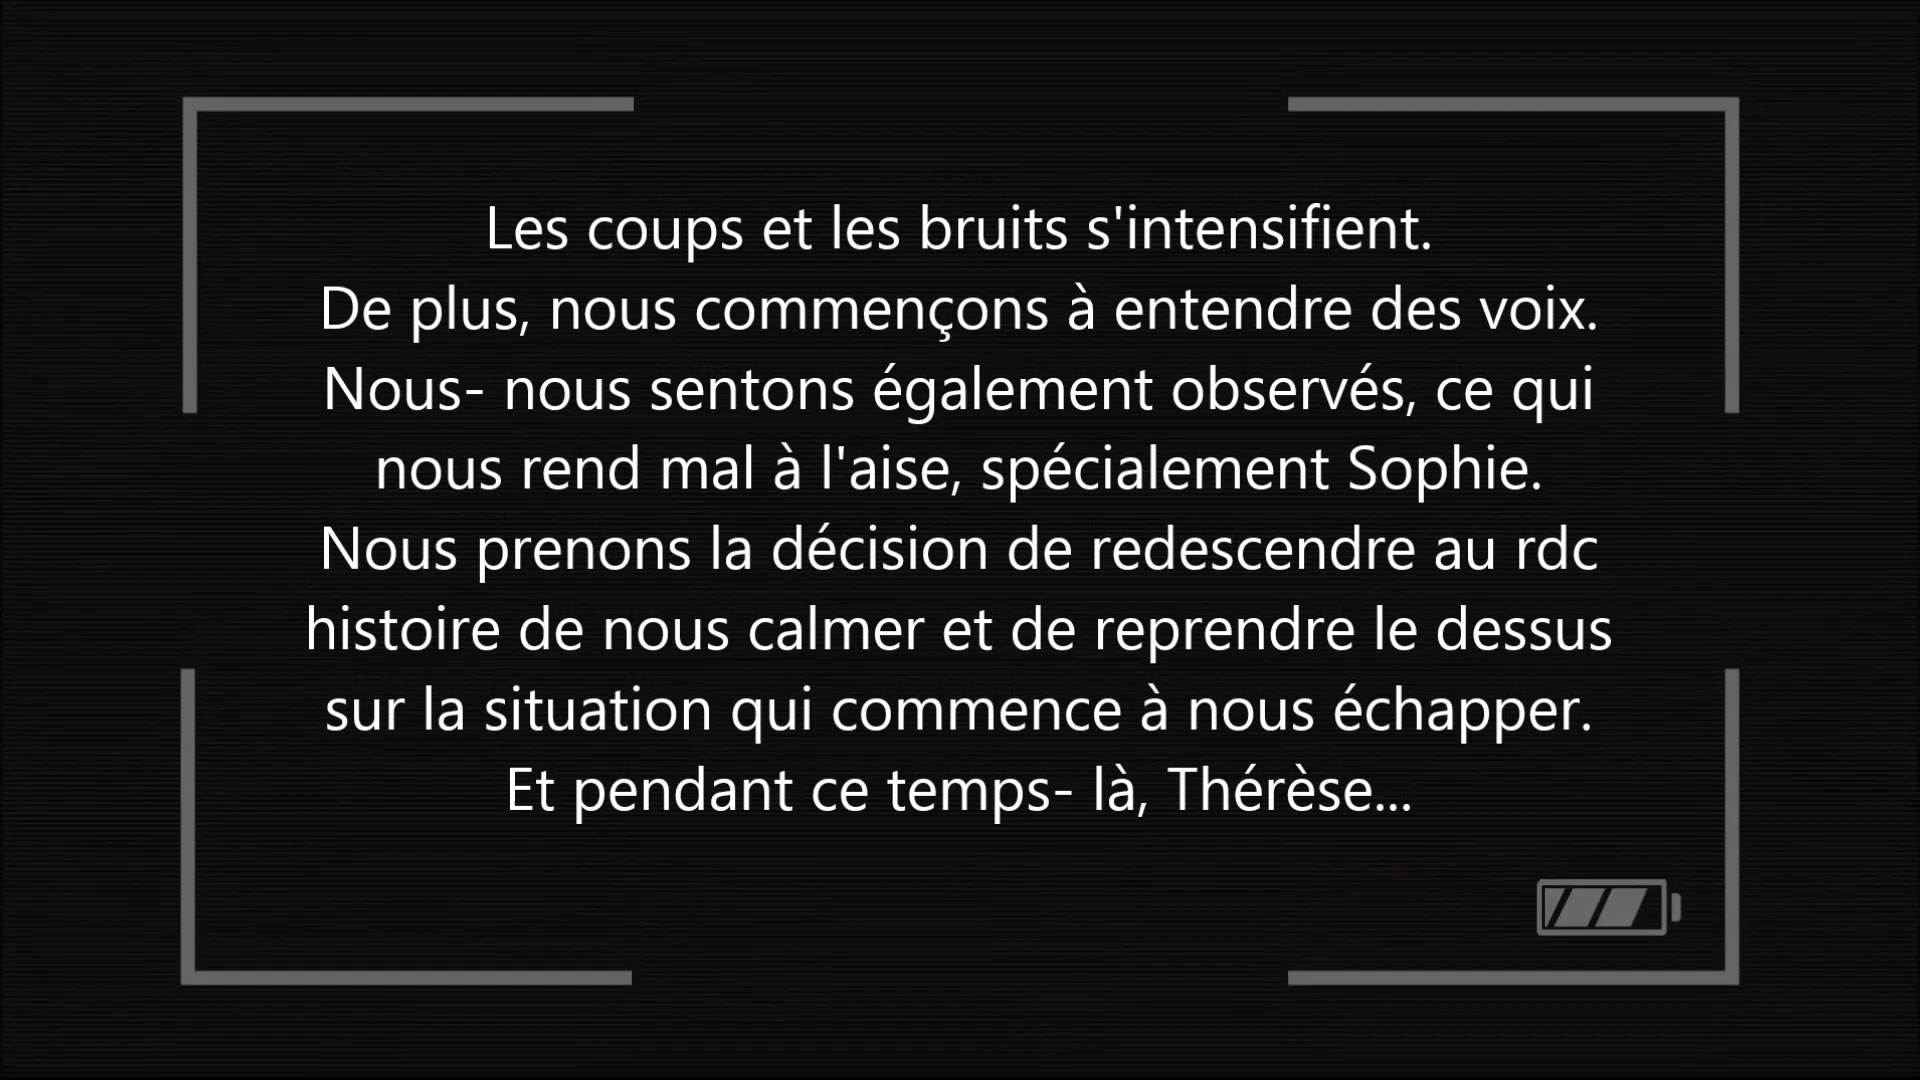 Les coups et les bruits s'intensifient.
De plus, nous commençons à entendre des voix.
Nous- nous sentons également observés, ce qui
nous rend mal à l'aise, spécialement Sophie.
Nous prenons la décision de redescendre au rdc
histoire de nous calmer et de reprendre le dessus
sur la situation qui commence à nous échapper.
Et pendant ce temps- là, Thérèse...